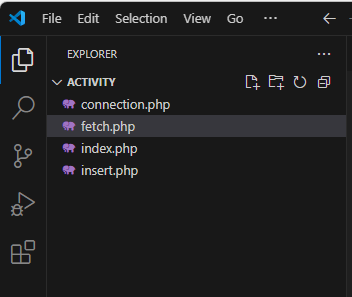 File Edit Selection View Go ...
EXPLORER ...
ACTIVITY
connection.php
fetch.php
index.php
insert.php